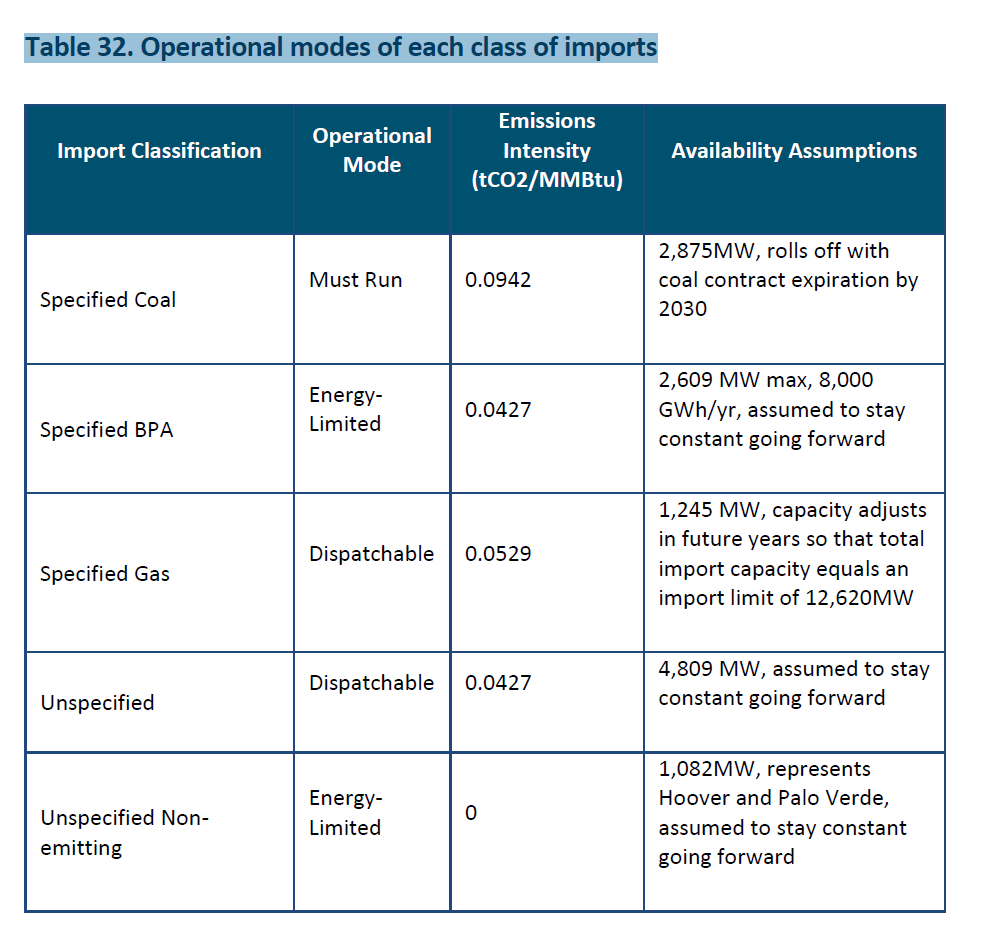 Table 32. Operational modes of each class of imports
Import Classification
Operational
Mode
Emissions
Intensity
(tCO2/MMBtu)
Availability Assumptions
Specified Coal
Must Run
0.0942
2,875MW, rolls off with
coal contract expiration by
2030
Specified BPA
Energy-
Limited
0.0427
2,609 MW max, 8,000
GWh/yr, assumed to stay
constant going forward
Specified Gas
Dispatchable
0.0529
1,245 MW, capacity adjusts
in future years so that total
import capacity equals an
import limit of 12,620MW
Unspecified
Dispatchable
0.0427
4,809 MW, assumed to stay
constant going forward
Unspecified Non-
emitting
Energy-
Limited
0
1,082MW, represents
Hoover and Palo Verde,
assumed to stay constant
going forward